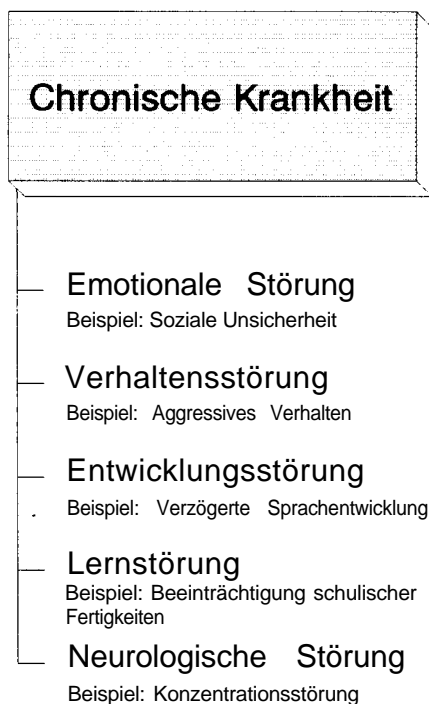 Chronische Krankheit
Emotionale Störung
Beispiel: Soziale Unsicherheit
Verhaltensstörung
Beispiel: Aggressives Verhalten
Entwicklungsstörung
Beispiel: Verzögerte Sprachentwicklung
Lernstörung
Beispiel: Beeinträchtigung schulischer
Fertigkeiten
Neurologische Störung
Beispiel: Konzentrationsstörung